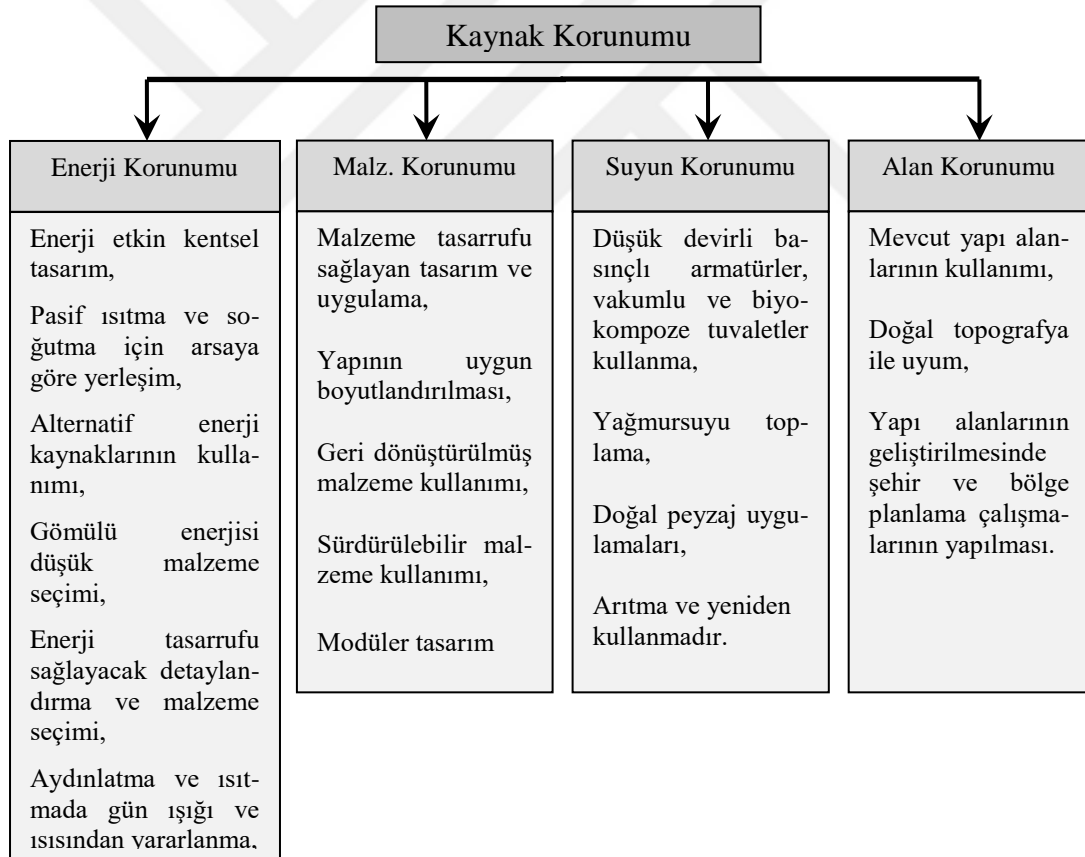 Kaynak Korunumu
Enerji Korunumu
Enerji etkin kentsel
tasarım,
Pasif ısıtma ve so-
ğutma için arsaya
göre yerleşim,
Alternatif enerji
kaynaklarının kulla-
nımı,
Gömülü enerjisi
düşük malzeme
seçimi,
Enerji tasarrufu
sağlayacak detaylan-
dırma ve malzeme
seçimi,
Aydınlatma ve ısıt-
mada gün ışığı ve
ısısından yararlanma,
Malz. Korunumu
Malzeme tasarrufu
sağlayan tasarım ve
uygulama,
Yapının uygun
boyutlandırılması,
Geri dönüştürülmüş
malzeme kullanımı,
Sürdürülebilir mal-
zeme kullanımı,
Modüler tasarım
Suyun Korunumu
Düşük devirli ba-
sınçlı armatürler,
vakumlu ve biyo-
kompoze tuvaletler
kullanma,
Yağmursuyu top-
lama,
Doğal peyzaj uygu-
lamaları,
Arıtma ve yeniden
kullanmadır.
Alan Korunumu
Mevcut yapı alan-
larının kullanımı,
Doğal topografya
ile uyum,
Yapı alanlarının
geliştirilmesinde
şehir ve bölge
planlama çalışma-
larının yapılması.